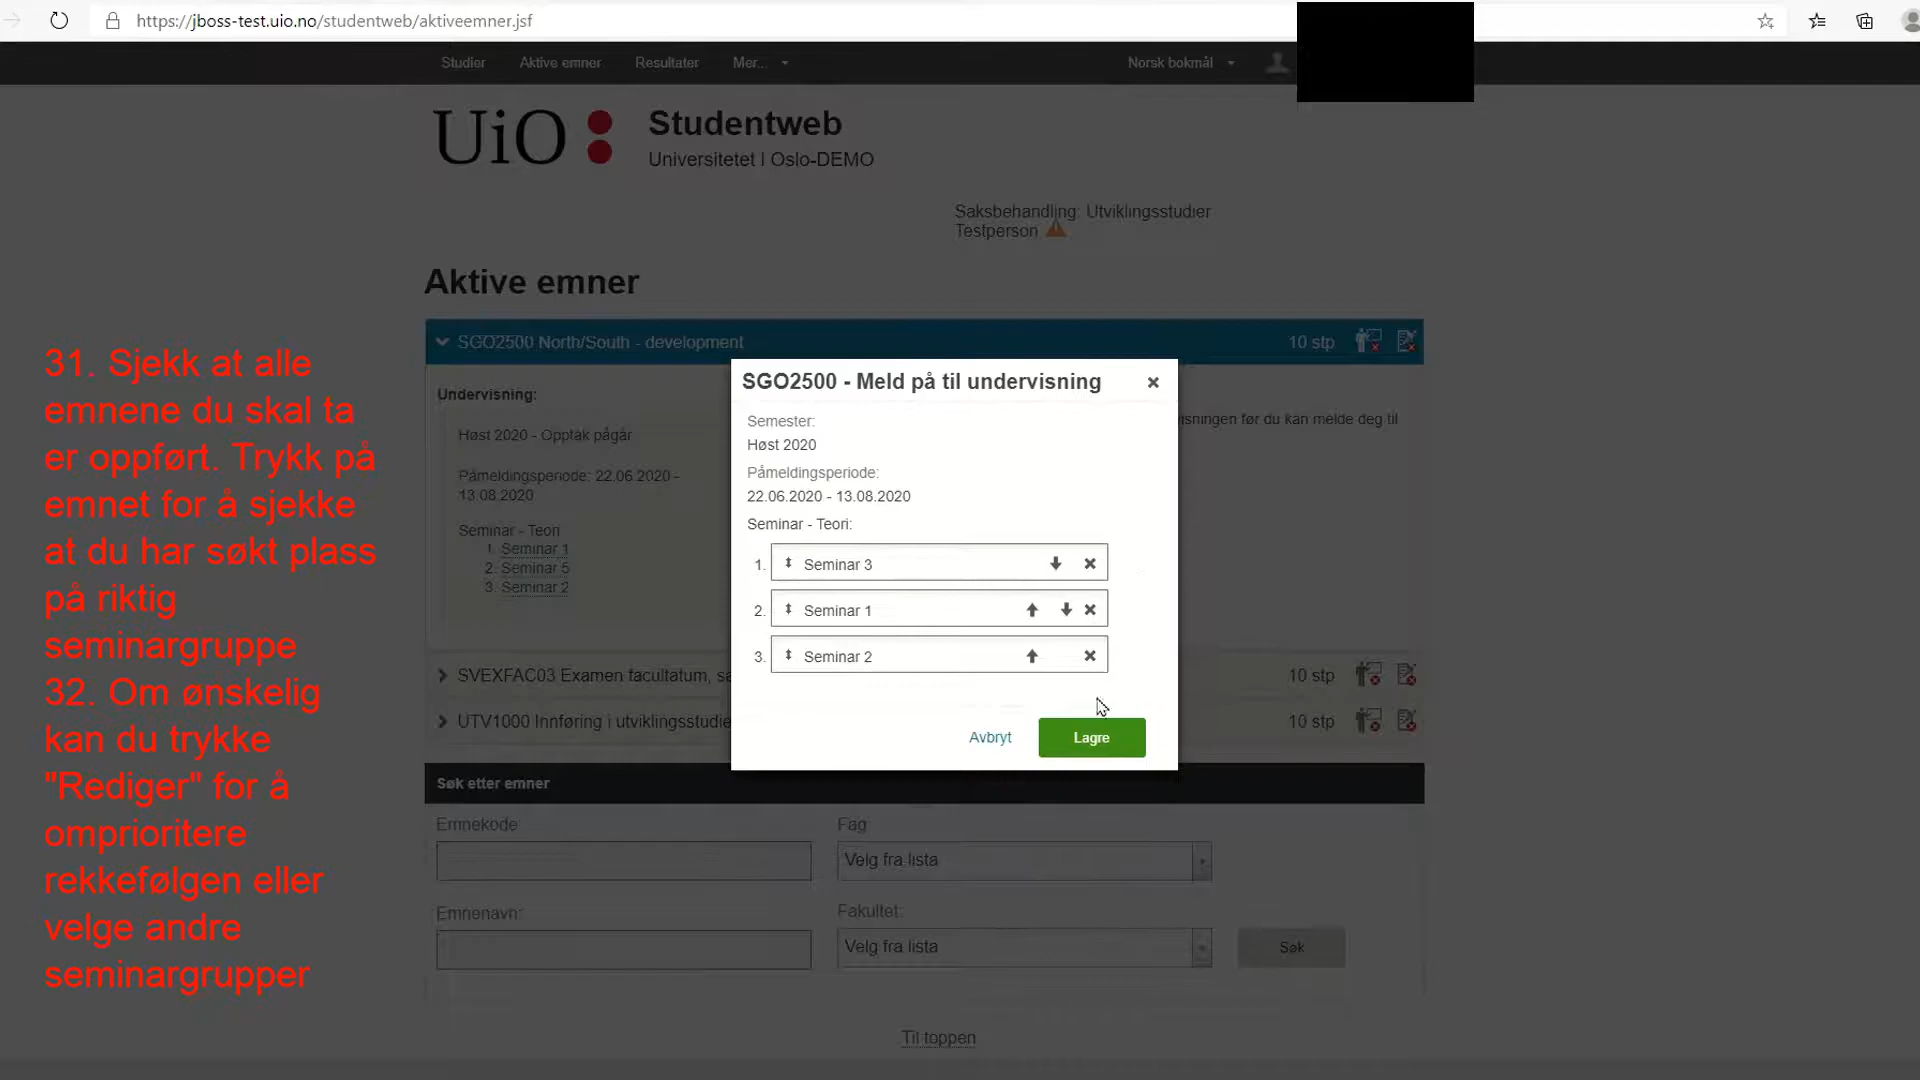 https://jboss-test.uio.no/studentweb/aktiveemner.jsf
Studier
Aktive emner
Resultater
Mer...
Norsk bokmål
UiO
Studentweb
Universitetet I Oslo-DEMO
Saksbehandling: Utviklingsstudier
Testperson
Aktive emner
31. Sjekk at alle
emnene du skal ta
er oppført. Trykk på
emnet for å sjekke
at du har søkt plass
på riktig
seminargruppe
32. Om ønskelig
kan du trykke
"Rediger" for å
omprioritere
rekkefølgen eller
velge andre
seminargrupper
SGO2500 North/South - development
10 stp
Undervisning:
Høst 2020 - Opptak pågår
Påmeldingsperiode: 22.06.2020 -
13.08.2020
Seminar - Teori
1. Seminar 1
2. Seminar 5
3. Seminar 2
før du kan melde deg til
SGO2500 - Meld på til undervisning
Semester:
Høst 2020
Påmeldingsperiode:
22.06.2020 - 13.08.2020
Seminar - Teori:
1. Seminar 3
2. Seminar 1
3. Seminar 2
Avbryt
Lagre
SVEXFAC03 Examen facultatum,
10 stp
UTV1000 Innføring i
10 stp
Søk etter emner
Emnekode
Fag:
Velg fra lista
Emnenavn:
Fakultet:
Velg fra lista
Søk
Til toppen